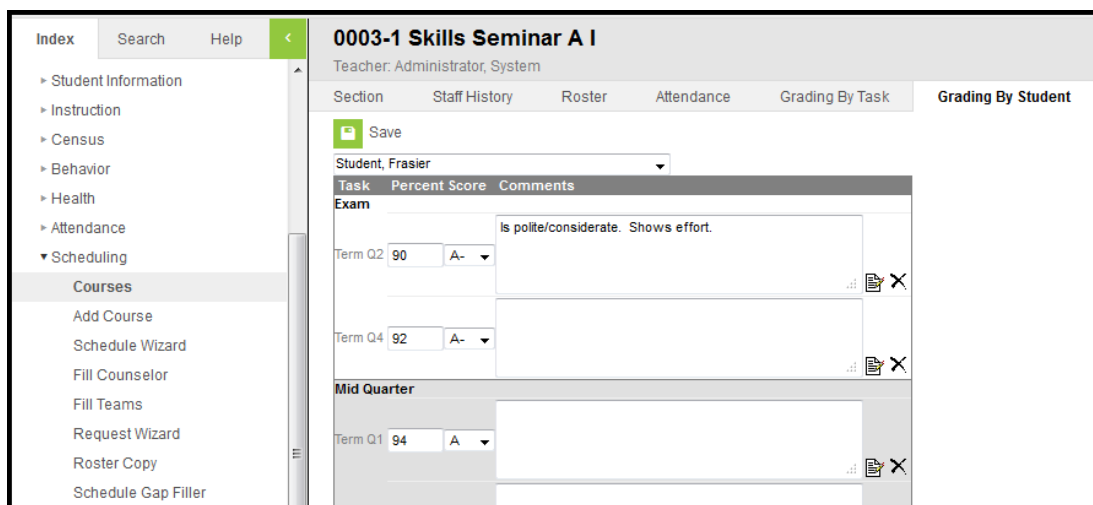 Index Search Help <
Student Information
Instruction
Census
Behavior
Health
Attendance
Scheduling
Courses
Add Course
Schedule Wizard
Fill Counselor
Fill Teams
Request Wizard
Roster Copy
Schedule Gap Filler
0003-1 Skills Seminar A I
Teacher: Administrator, System
Section Staff History Roster Attendance Grading By Task Grading By Student
Save
Student, Frasier
Task Percent Score Comments
Exam
Term Q2 90 A- Is polite/considerate. Shows effort.
Term Q4 92 A-
Mid Quarter
Term Q1 94 A